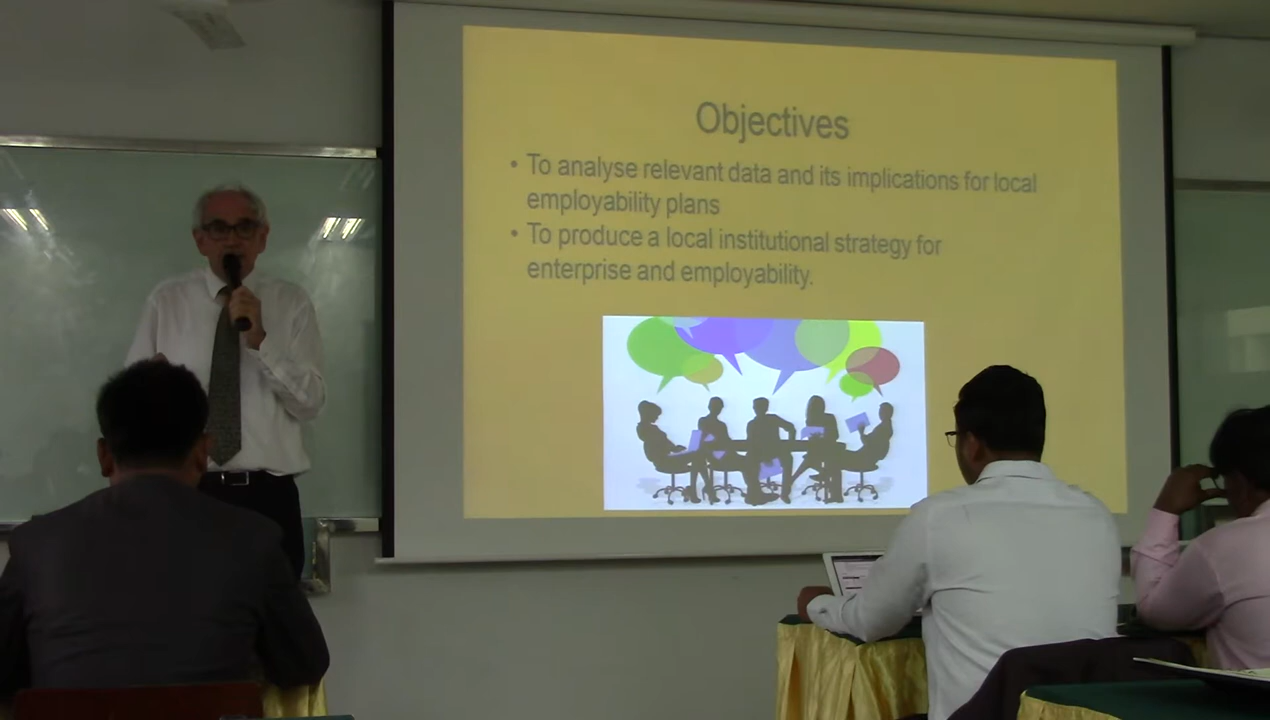 Objectives
• To analyse relevant data and its implications for local
employability plans
• To produce a local institutional strategy for
enterprise and employability.